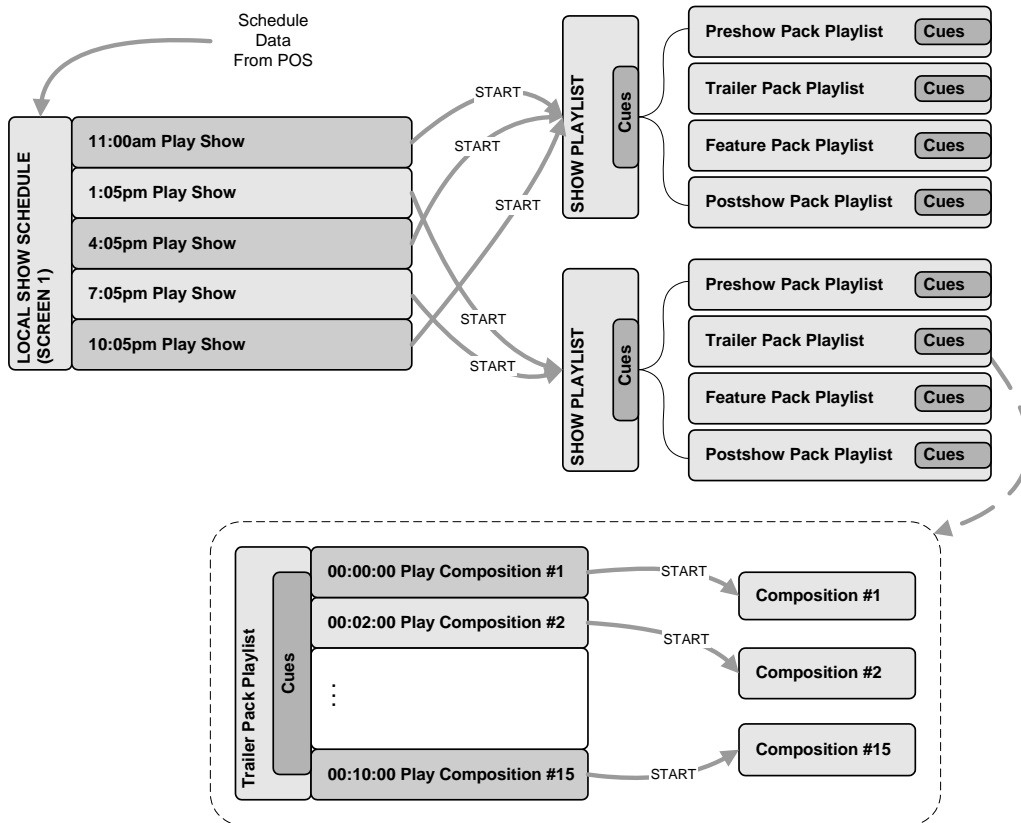 Schedule
Data
From POS
LOCAL SHOW SCHEDULE
(SCREEN 1)
11:00am Play Show
1:05pm Play Show
4:05pm Play Show
7:05pm Play Show
10:05pm Play Show
START
START
START
START
START
SHOW PLAYLIST
Cues
Preshow Pack Playlist Cues
Trailer Pack Playlist Cues
Feature Pack Playlist Cues
Postshow Pack Playlist Cues
SHOW PLAYLIST
Cues
Preshow Pack Playlist Cues
Trailer Pack Playlist Cues
Feature Pack Playlist Cues
Postshow Pack Playlist Cues
Trailer Pack Playlist
Cues
00:00:00 Play Composition #1
00:02:00 Play Composition #2
⋮
00:10:00 Play Composition #15
START
START
START
Composition #1
Composition #2
Composition #15